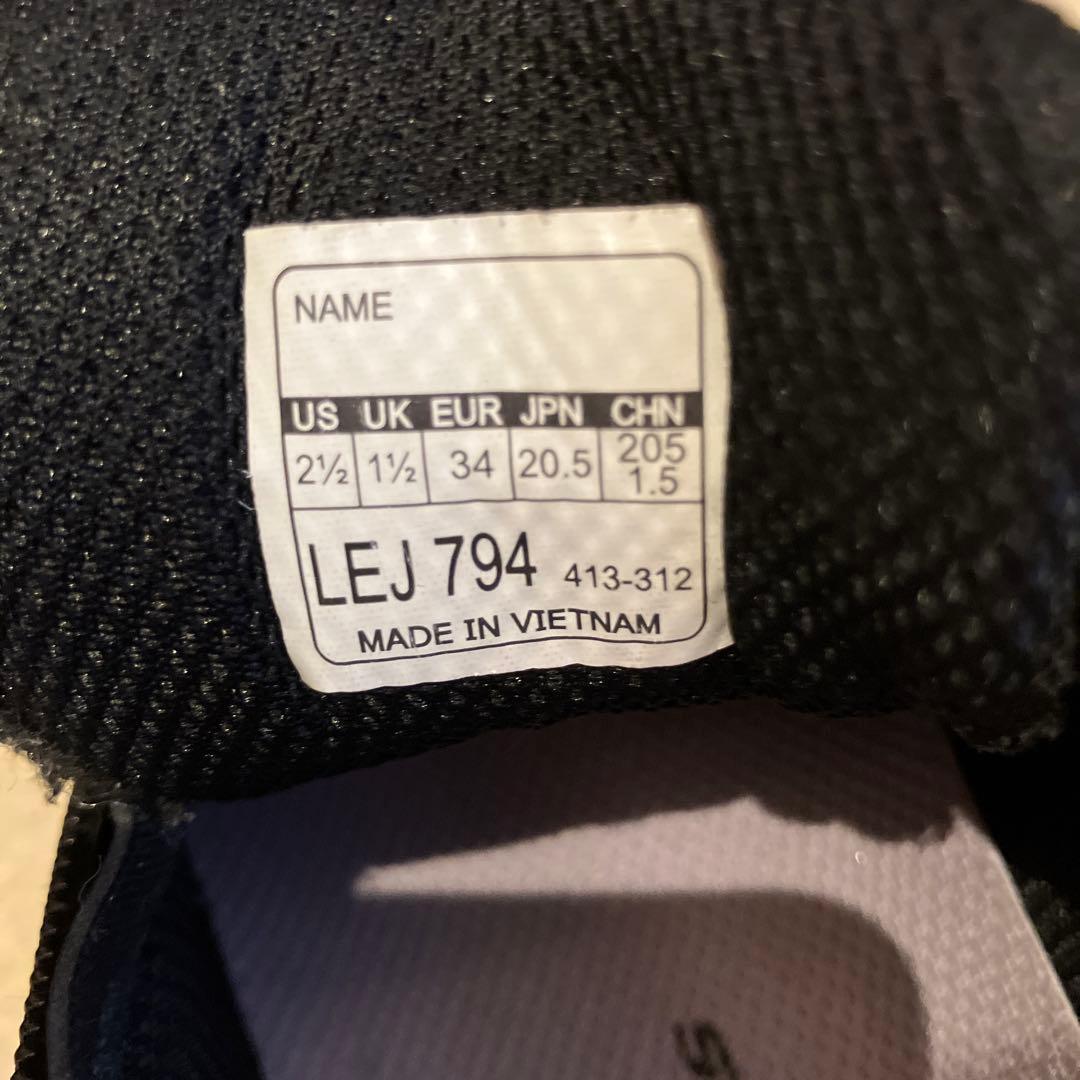 NAME
US UK EUR JPN CHN
2½ 1½ 34 20.5 205 1.5
LEJ 794 413-312
MADE IN VIETNAM
S